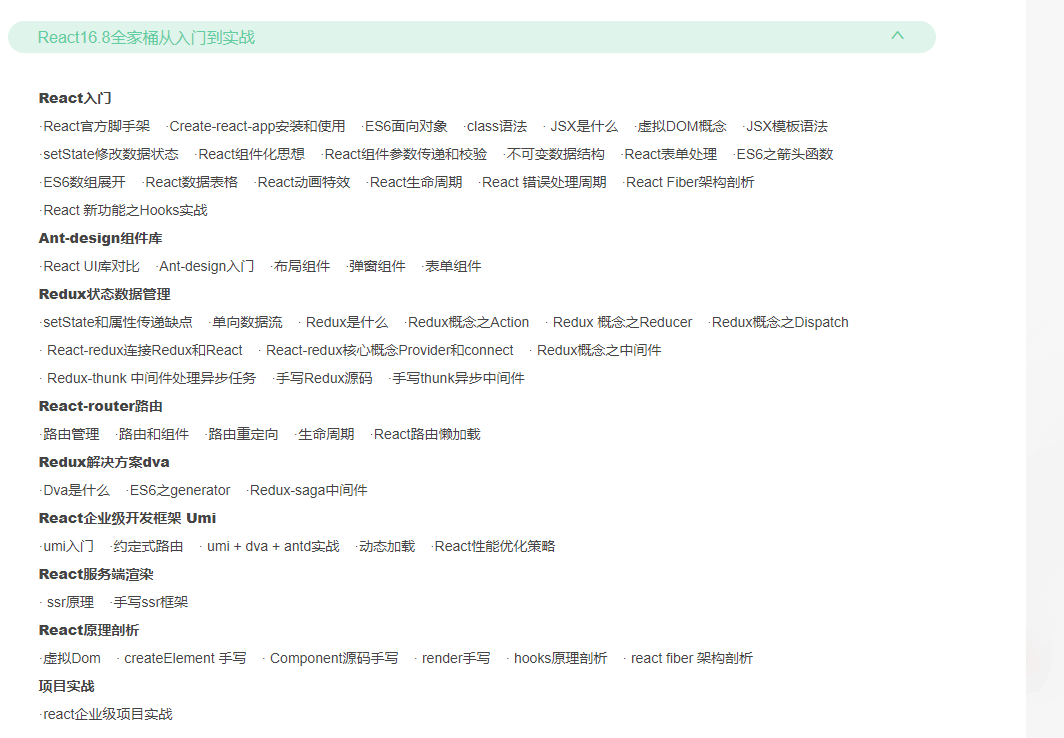 React16.8全家桶从入门到实战
React入门
·React官方脚手架 ·Create-react-app安装和使用 ·ES6面向对象 ·class语法 · JSX是什么 ·虚拟DOM概念 ·JSX模板语法
·setState修改数据状态 ·React组件化思想 ·React组件参数传递和校验 ·不可变数据结构 ·React表单处理 ·ES6之箭头函数
·ES6数组展开 ·React数据表格 ·React动画特效 ·React生命周期 ·React 错误处理周期 ·React Fiber架构剖析
·React 新功能之Hooks实战
Ant-design组件库
·React UI库对比 ·Ant-design入门 ·布局组件 ·弹窗组件 ·表单组件
Redux状态数据管理
·setState和属性传递缺点 ·单向数据流 · Redux是什么 ·Redux概念之Action · Redux 概念之Reducer ·Redux概念之Dispatch
· React-redux连接Redux和React · React-redux核心概念Provider和connect · Redux概念之中间件
· Redux-thunk 中间件处理异步任务 ·手写Redux源码 ·手写thunk异步中间件
React-router路由
·路由管理 ·路由和组件 ·路由重定向 ·生命周期 ·React路由懒加载
Redux解决方案dva
·Dva是什么 ·ES6之generator ·Redux-saga中间件
React企业级开发框架 Umi
·umi入门 ·约定式路由 · umi + dva + antd实战 ·动态加载 ·React性能优化策略
React服务端渲染
· ssr原理 ·手写ssr框架
React原理剖析
·虚拟Dom · createElement 手写 · Component源码手写 · render手写 · hooks原理剖析 · react fiber 架构剖析
项目实战
·react企业级项目实战